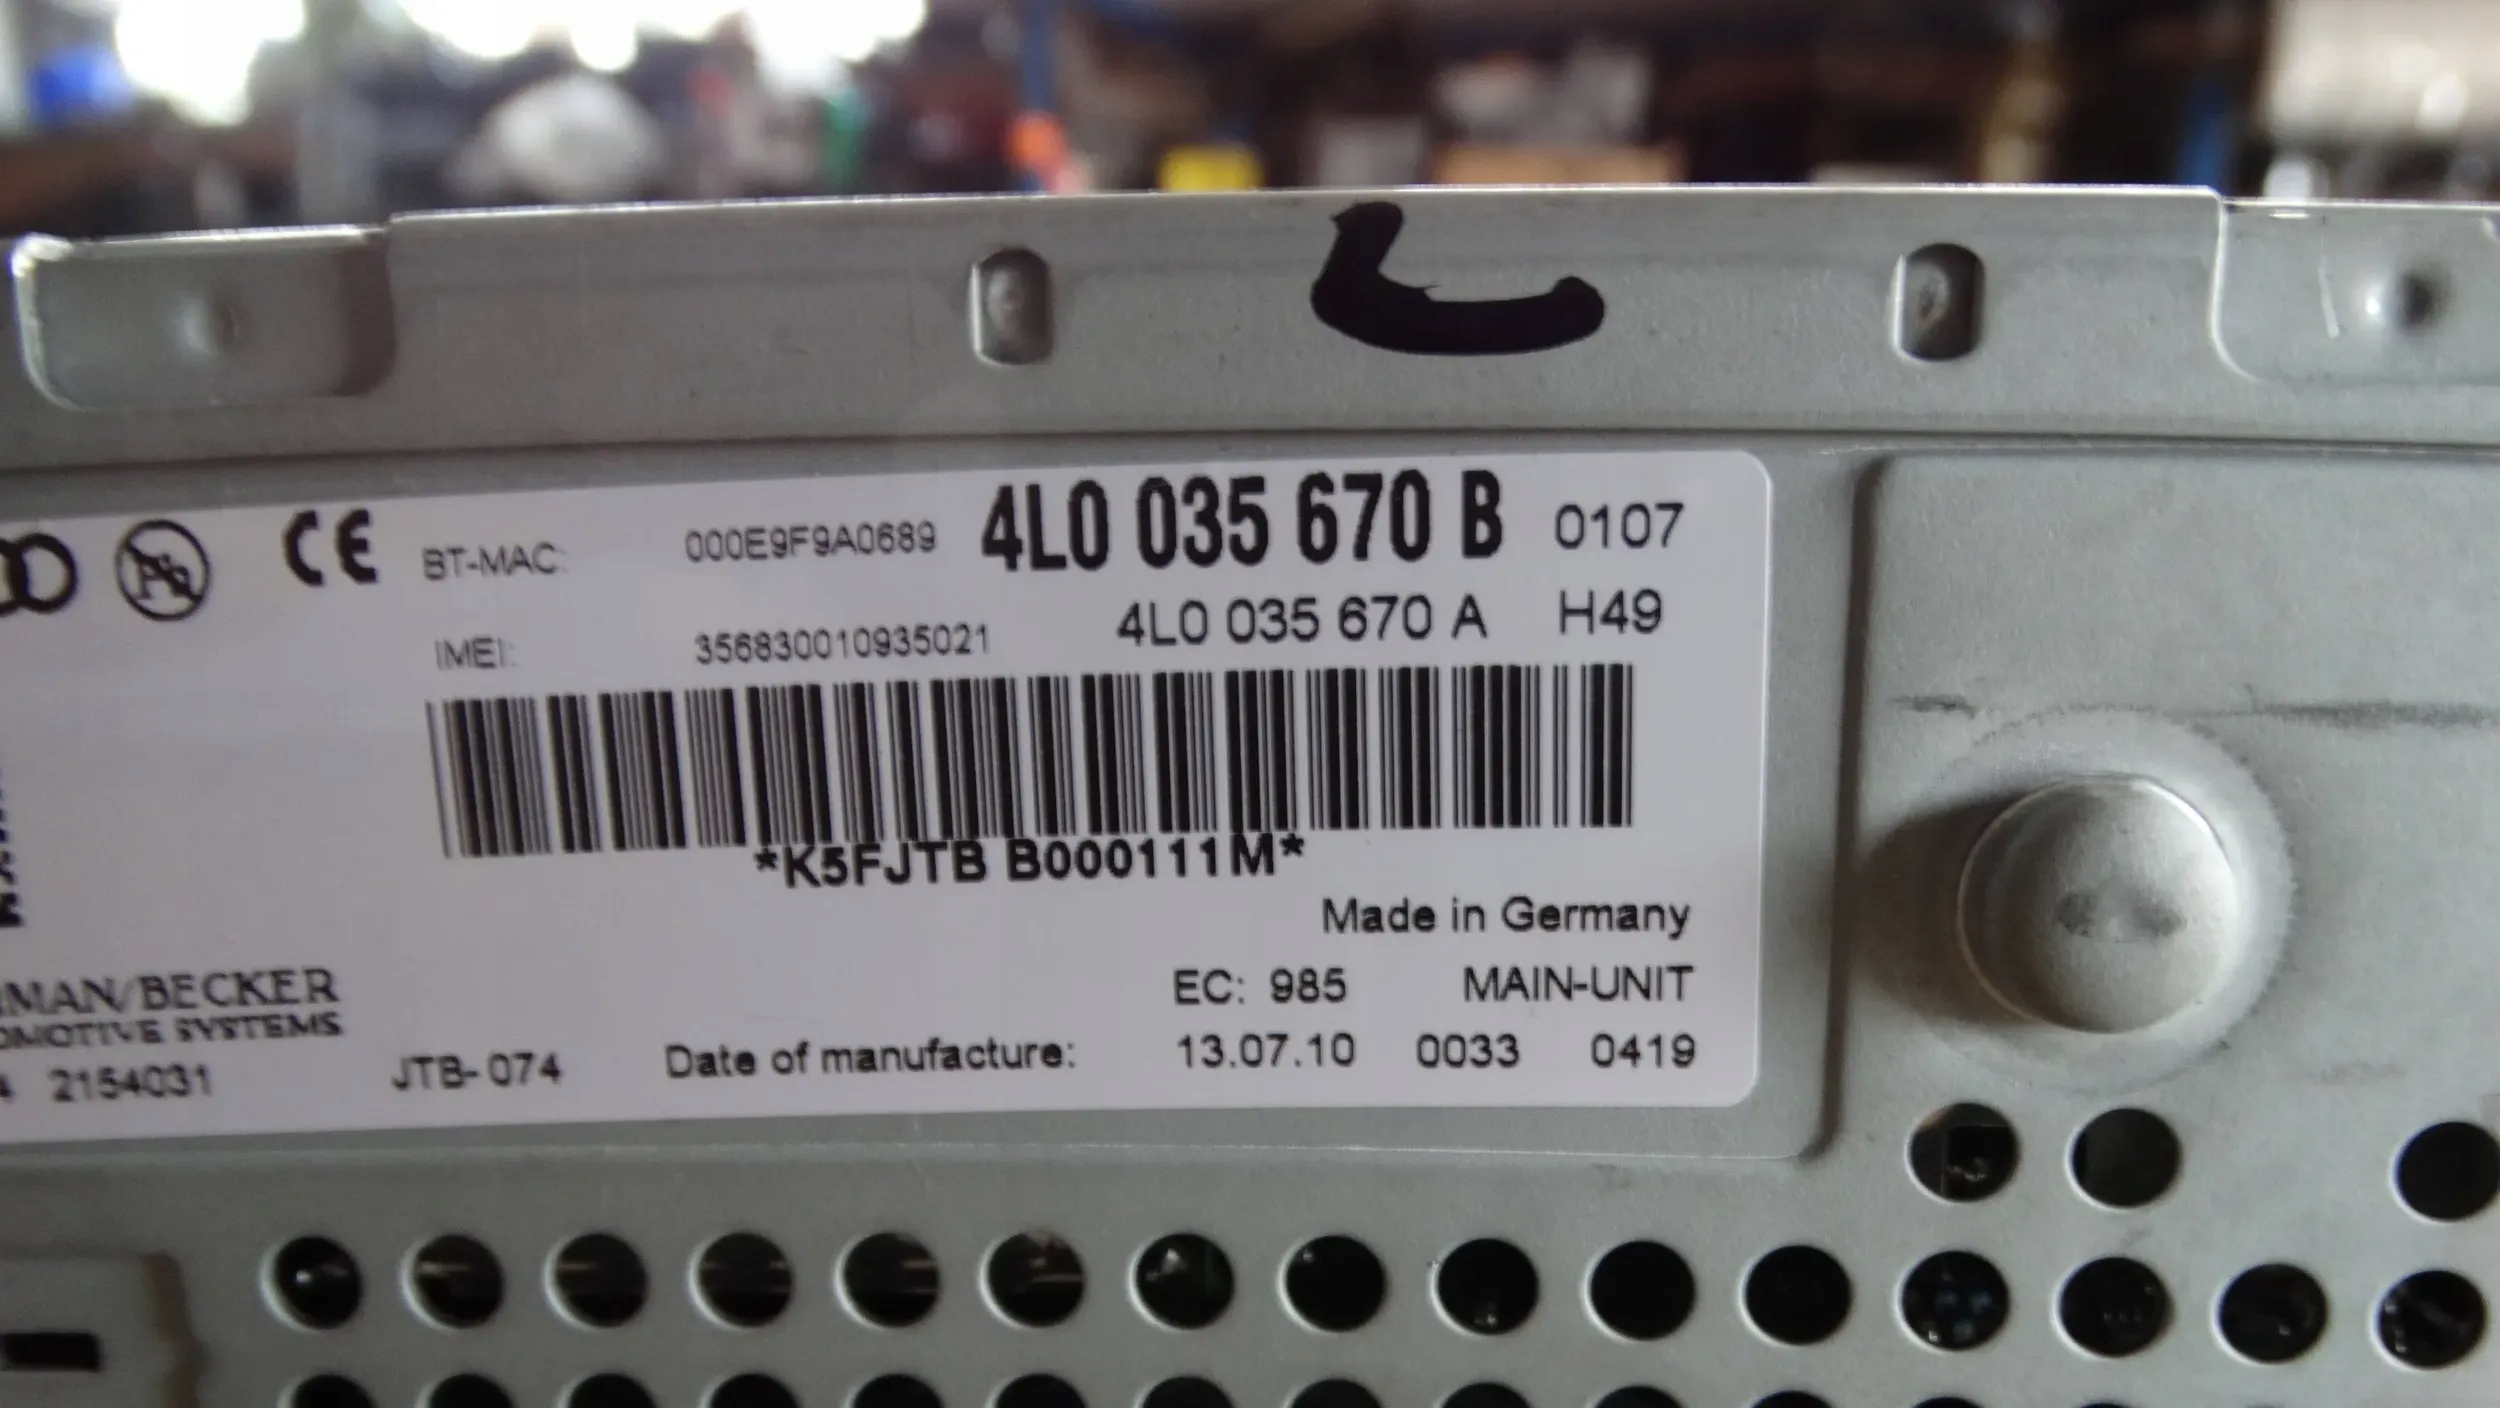 CE BT-MAC: 000E9F9A0689 4L0 035 670 B 0107
IMEI: 356830010935021 4L0 035 670 A H49
*K5FJTB B000111M*
Made in Germany
MAN/BECKER EC: 985 MAIN-UNIT
OMOTIVE SYSTEMS
4 2154031 JTB-074 Date of manufacture: 13.07.10 0033 0419